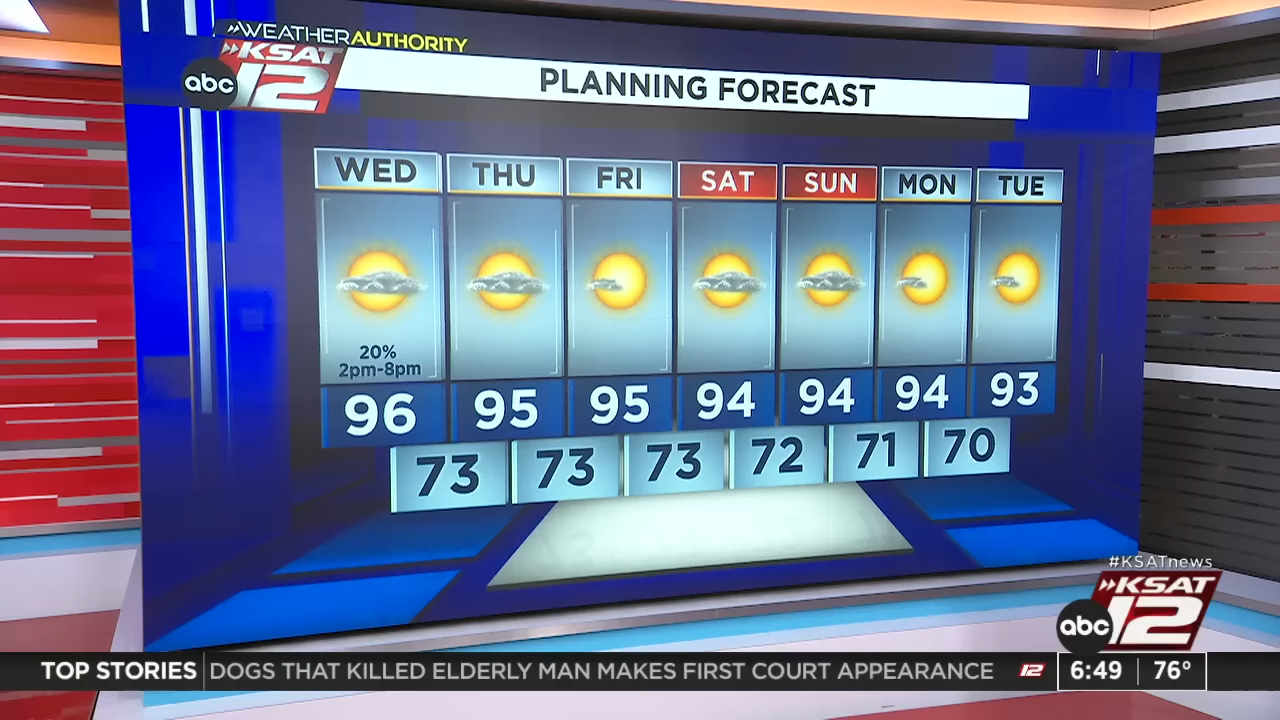 WEATHERAUTHORITY
KSAT
abc 12
PLANNING FORECAST
WED THU FRI SAT SUN MON TUE
20%
2pm-8pm
96 95 95 94 94 94 93
73 73 73 72 71 70
#KSATnews
KSAT
abc 12
TOP STORIES DOGS THAT KILLED ELDERLY MAN MAKES FIRST COURT APPEARANCE 12 6:49 76°